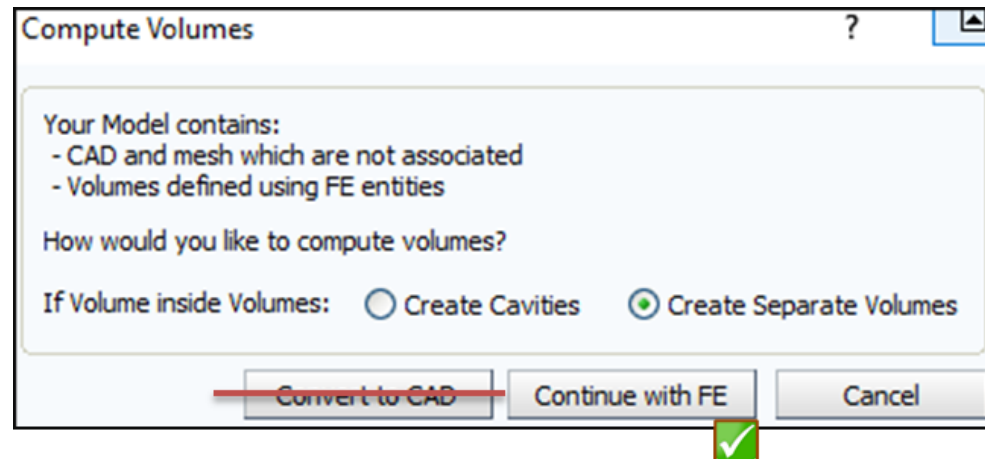 Compute Volumes ?
Your Model contains:
- CAD and mesh which are not associated
- Volumes defined using FE entities
How would you like to compute volumes?
If Volume inside Volumes: Create Cavities Create Separate Volumes
Convert to CAD Continue with FE Cancel